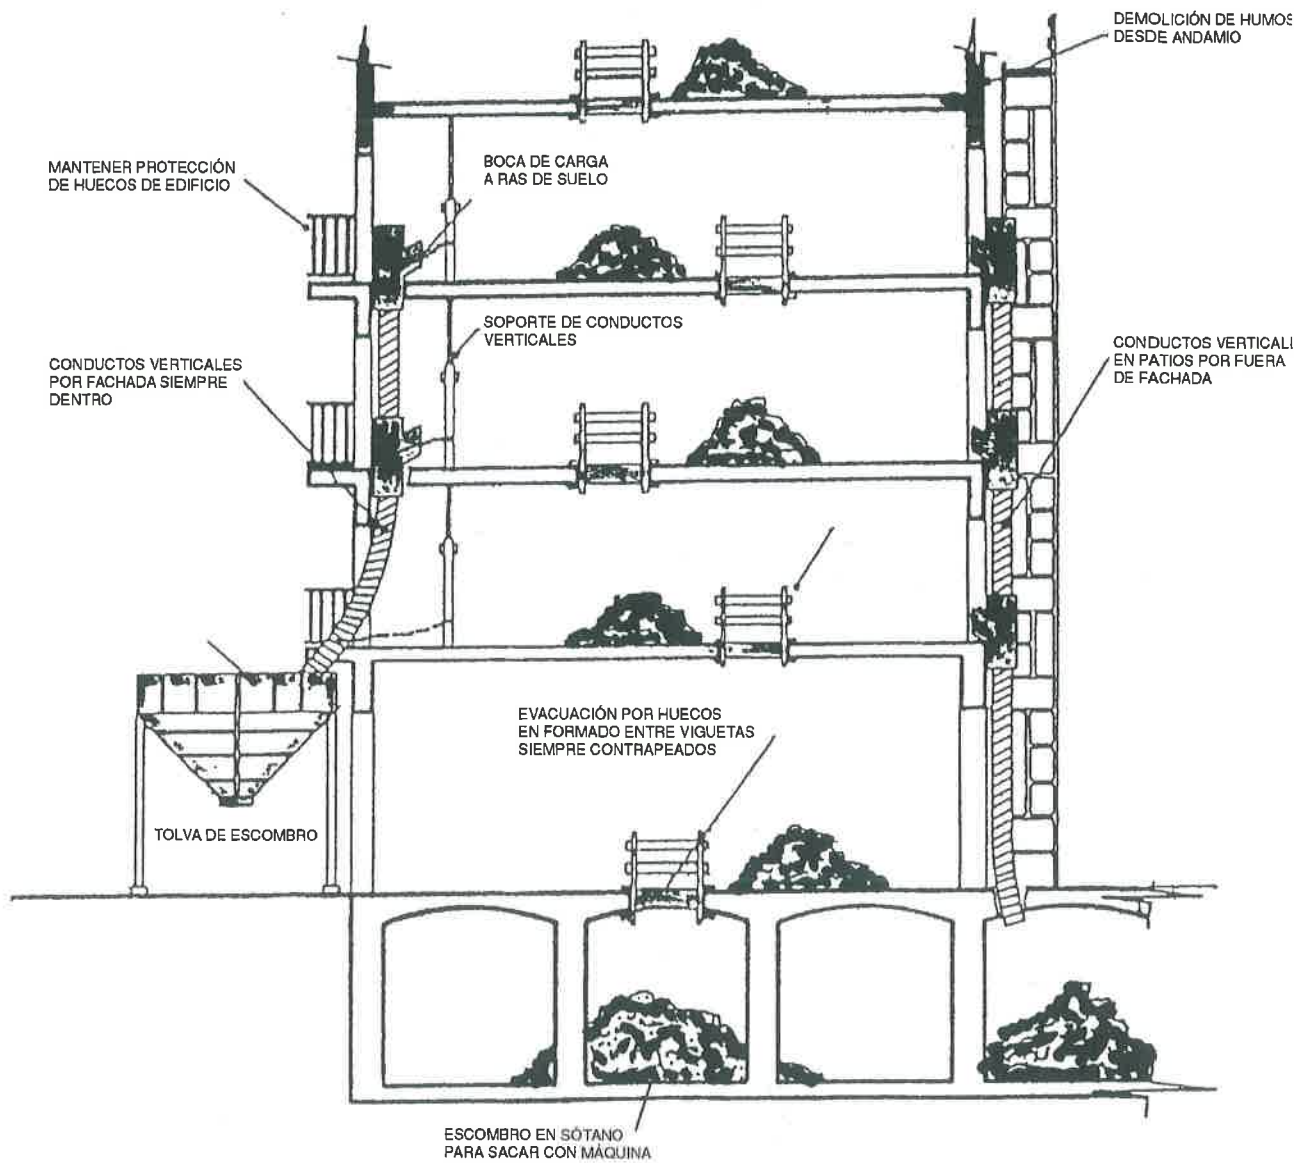 DEMOLICIÓN DE HUMOS
DESDE ANDAMIO
MANTENER PROTECCIÓN
DE HUECOS DE EDIFICIO
BOCA DE CARGA
A RAS DE SUELO
SOPORTE DE CONDUCTOS
VERTICALES
CONDUCTOS VERTICALES
POR FACHADA SIEMPRE
DENTRO
CONDUCTOS VERTICALE
EN PATIOS POR FUERA
DE FACHADA
EVACUACIÓN POR HUECOS
EN FORMADO ENTRE VIGUETAS
SIEMPRE CONTRAPEADOS
TOLVA DE ESCOMBRO
ESCOMBRO EN SÓTANO
PARA SACAR CON MÁQUINA